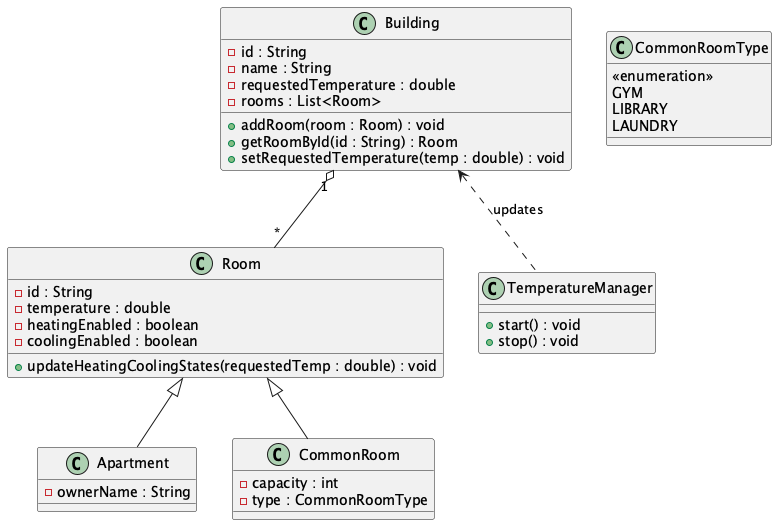 C Building
id : String
name : String
requestedTemperature : double
rooms : List<Room>
addRoom(room : Room) : void
getRoomById(id : String) : Room
setRequestedTemperature(temp : double) : void
C CommonRoomType
«enumeration»
GYM
LIBRARY
LAUNDRY
1
updates
*
C Room
id : String
temperature : double
heatingEnabled : boolean
coolingEnabled : boolean
updateHeatingCoolingStates(requestedTemp : double) : void
C TemperatureManager
start() : void
stop() : void
C Apartment
ownerName : String
C CommonRoom
capacity : int
type : CommonRoomType